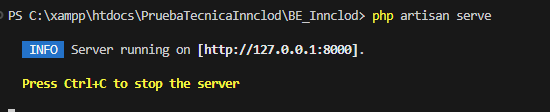 PS C:\xampp\htdocs\PruebaTecnicaInnclod\BE_Innclod> php artisan serve
INFO Server running on [http://127.0.0.1:8000].
Press Ctrl+C to stop the server